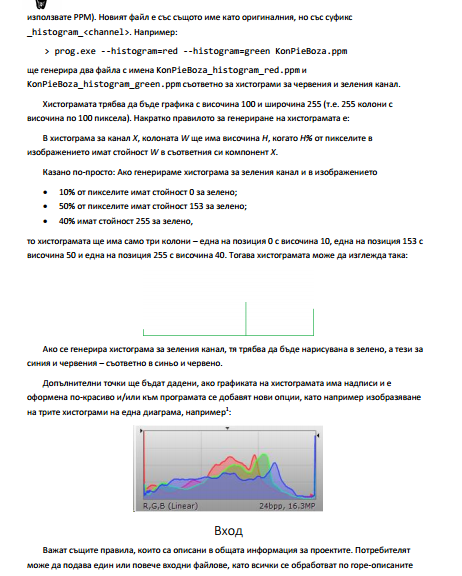 използвате PPM). Новият файл е със същото име като оригиналния, но със суфикс
_histogram_<channel>. Например:
> prog.exe --histogram=red --histogram=green KonPieBoza.ppm
ще генерира два файла с имена KonPieBoza_histogram_red.ppm и
KonPieBoza_histogram_green.ppm съответно за хистограми за червения и зеления канал.
Хистограмата трябва да бъде графика с височина 100 и широчина 255 (т.е. 255 колони с
височина по 100 пиксела). Накратко правилото за генериране на хистограмата е:
В хистограма за канал X, колоната W ще има височина H, когато H% от пикселите в
изображението имат стойност W в съответния си компонент X.
Казано по-просто: Ако генерираме хистограма за зеления канал и в изображението
• 10% от пикселите имат стойност 0 за зелено;
• 50% от пикселите имат стойност 153 за зелено;
• 40% имат стойност 255 за зелено,
то хистограмата ще има само три колони – една на позиция 0 с височина 10, една на позиция 153 с
височина 50 и една на позиция 255 с височина 40. Тогава хистограмата може да изглежда така:
Ако се генерира хистограма за зеления канал, тя трябва да бъде нарисувана в зелено, а тези за
синия и червения – съответно в синьо и червено.
Допълнителни точки ще бъдат дадени, ако графиката на хистограмата има надписи и е
оформена по-красиво и/или към програмата се добавят нови опции, като например изобразяване
на трите хистограми на една диаграма, например¹:
R,G,B (Linear) 24bpp, 16.3MP
Вход
Важат същите правила, които са описани в общата информация за проектите. Потребителят
може да подава един или повече входни файлове, като всички се обработват по горе-описаните